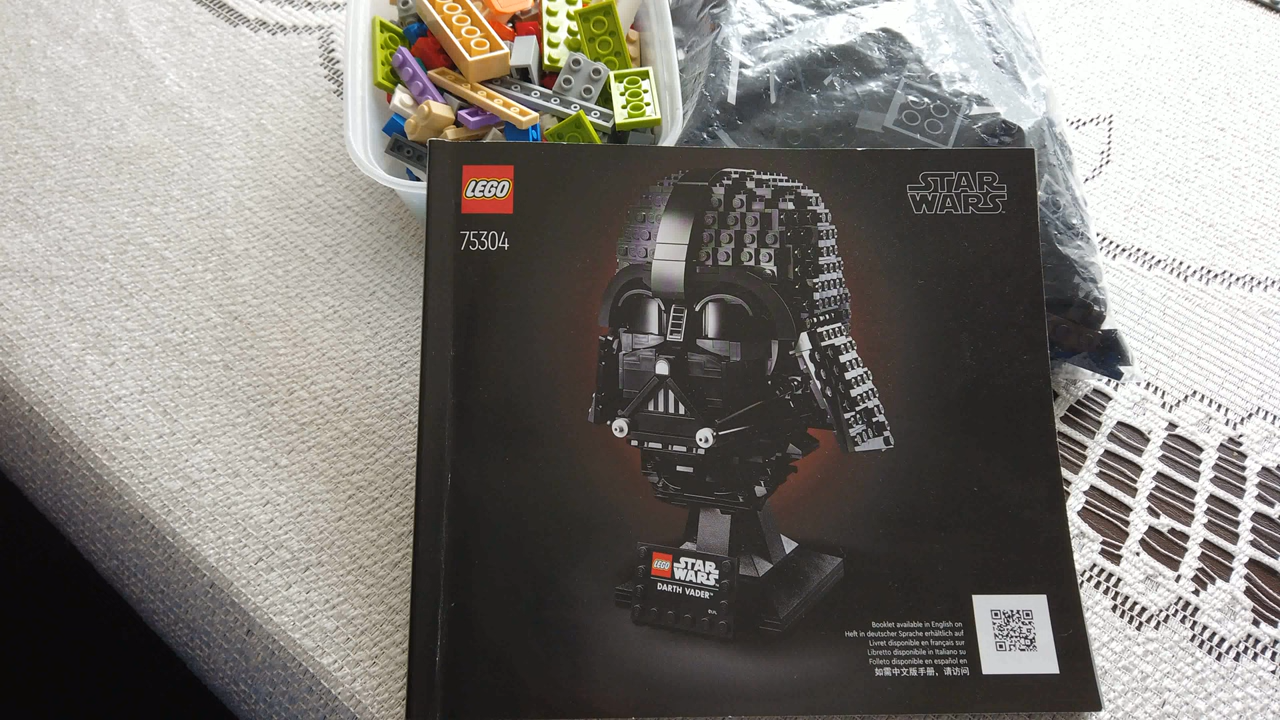 LEGO
75304
STAR
WARS
LEGO
STAR
WARS
DARTH VADER™
Booklet available in English on
Heft in deutscher Sprache erhältlich auf
Livret disponible en français sur
Libretto disponibile in Italiano su
Folleto disponible en español en
如需中文版手册，请访问